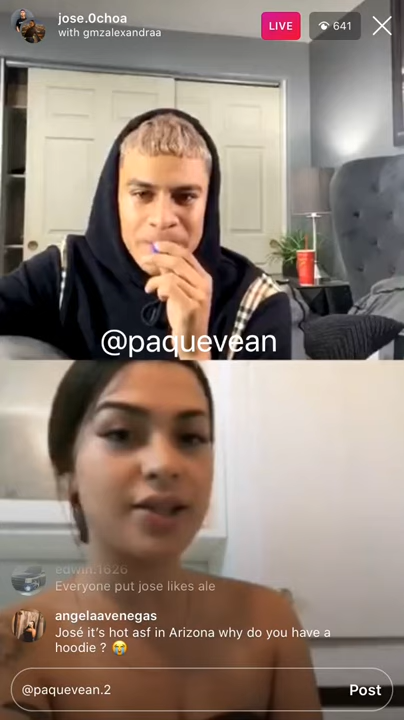 jose.0choa
with gmzalexandraa
LIVE
641
@paquevean
edwin.1626
Everyone put jose likes ale
angelaavenegas
José it's hot asf in Arizona why do you have a
hoodie ? 😭
@paquevean.2
Post